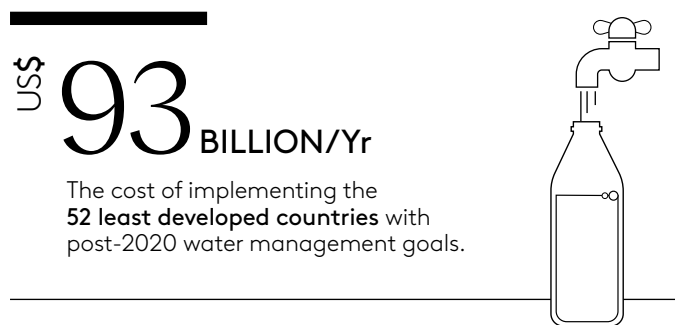 US$
93 BILLION/Yr
The cost of implementing the
52 least developed countries with
post-2020 water management goals.